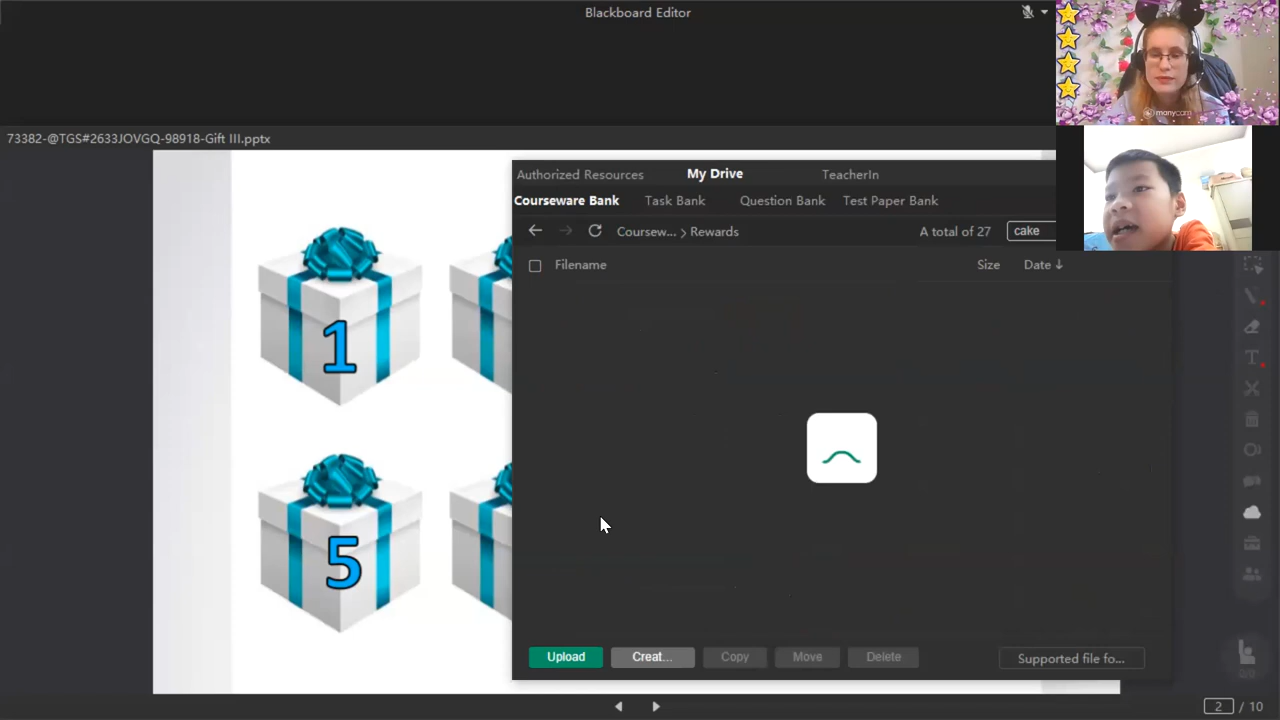 Blackboard Editor
manycam
73382-@TGS#2633JOVGQ-98918-Gift III.pptx
Authorized Resources My Drive TeacherIn
Courseware Bank Task Bank Question Bank Test Paper Bank
Coursew... > Rewards A total of 27 cake
Filename Size Date ↓
1
5
Upload Creat... Copy Move Delete Supported file fo...
2 / 10